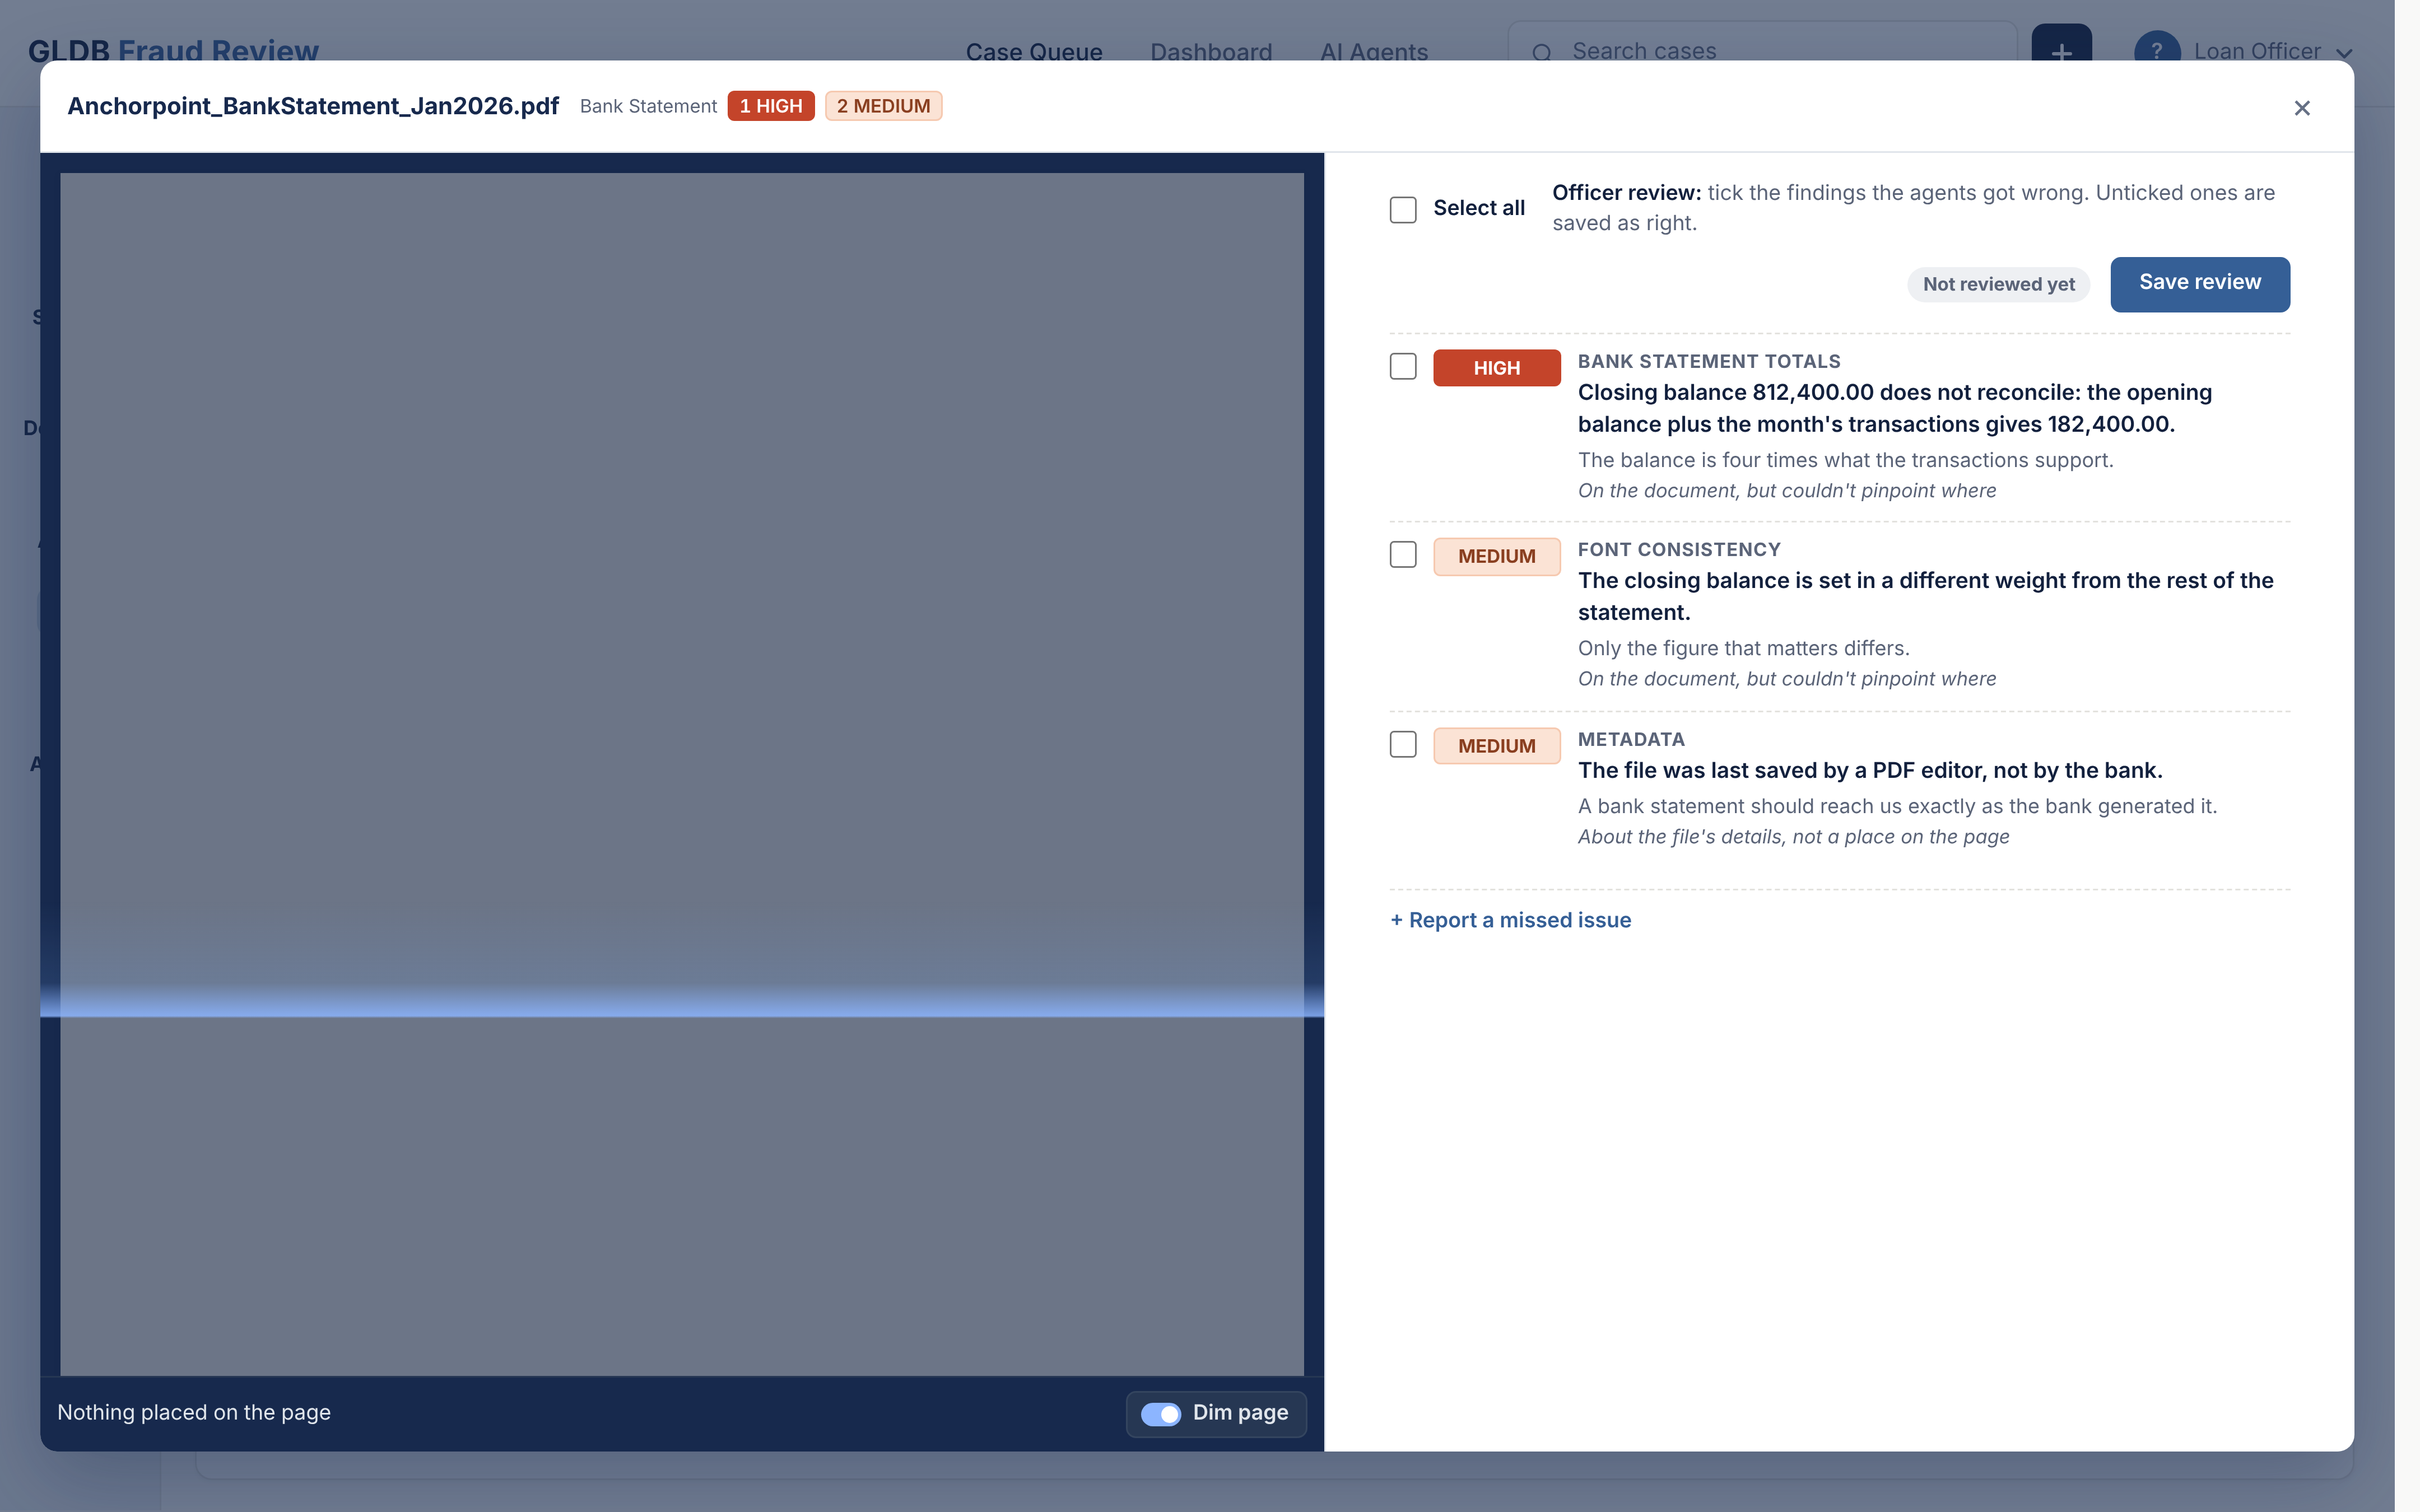 GLDB Fraud Review
Case Queue
Dashboard
AI Agents
Search cases
+
?
Loan Officer
Anchorpoint_BankStatement_Jan2026.pdf
Bank Statement
1 HIGH
2 MEDIUM
Select all
Officer review: tick the findings the agents got wrong. Unticked ones are
saved as right.
Not reviewed yet
Save review
HIGH
BANK STATEMENT TOTALS
Closing balance 812,400.00 does not reconcile: the opening
balance plus the month's transactions gives 182,400.00.
The balance is four times what the transactions support.
On the document, but couldn't pinpoint where
MEDIUM
FONT CONSISTENCY
The closing balance is set in a different weight from the rest of the
statement.
Only the figure that matters differs.
On the document, but couldn't pinpoint where
MEDIUM
METADATA
The file was last saved by a PDF editor, not by the bank.
A bank statement should reach us exactly as the bank generated it.
About the file's details, not a place on the page
+ Report a missed issue
Nothing placed on the page
Dim page